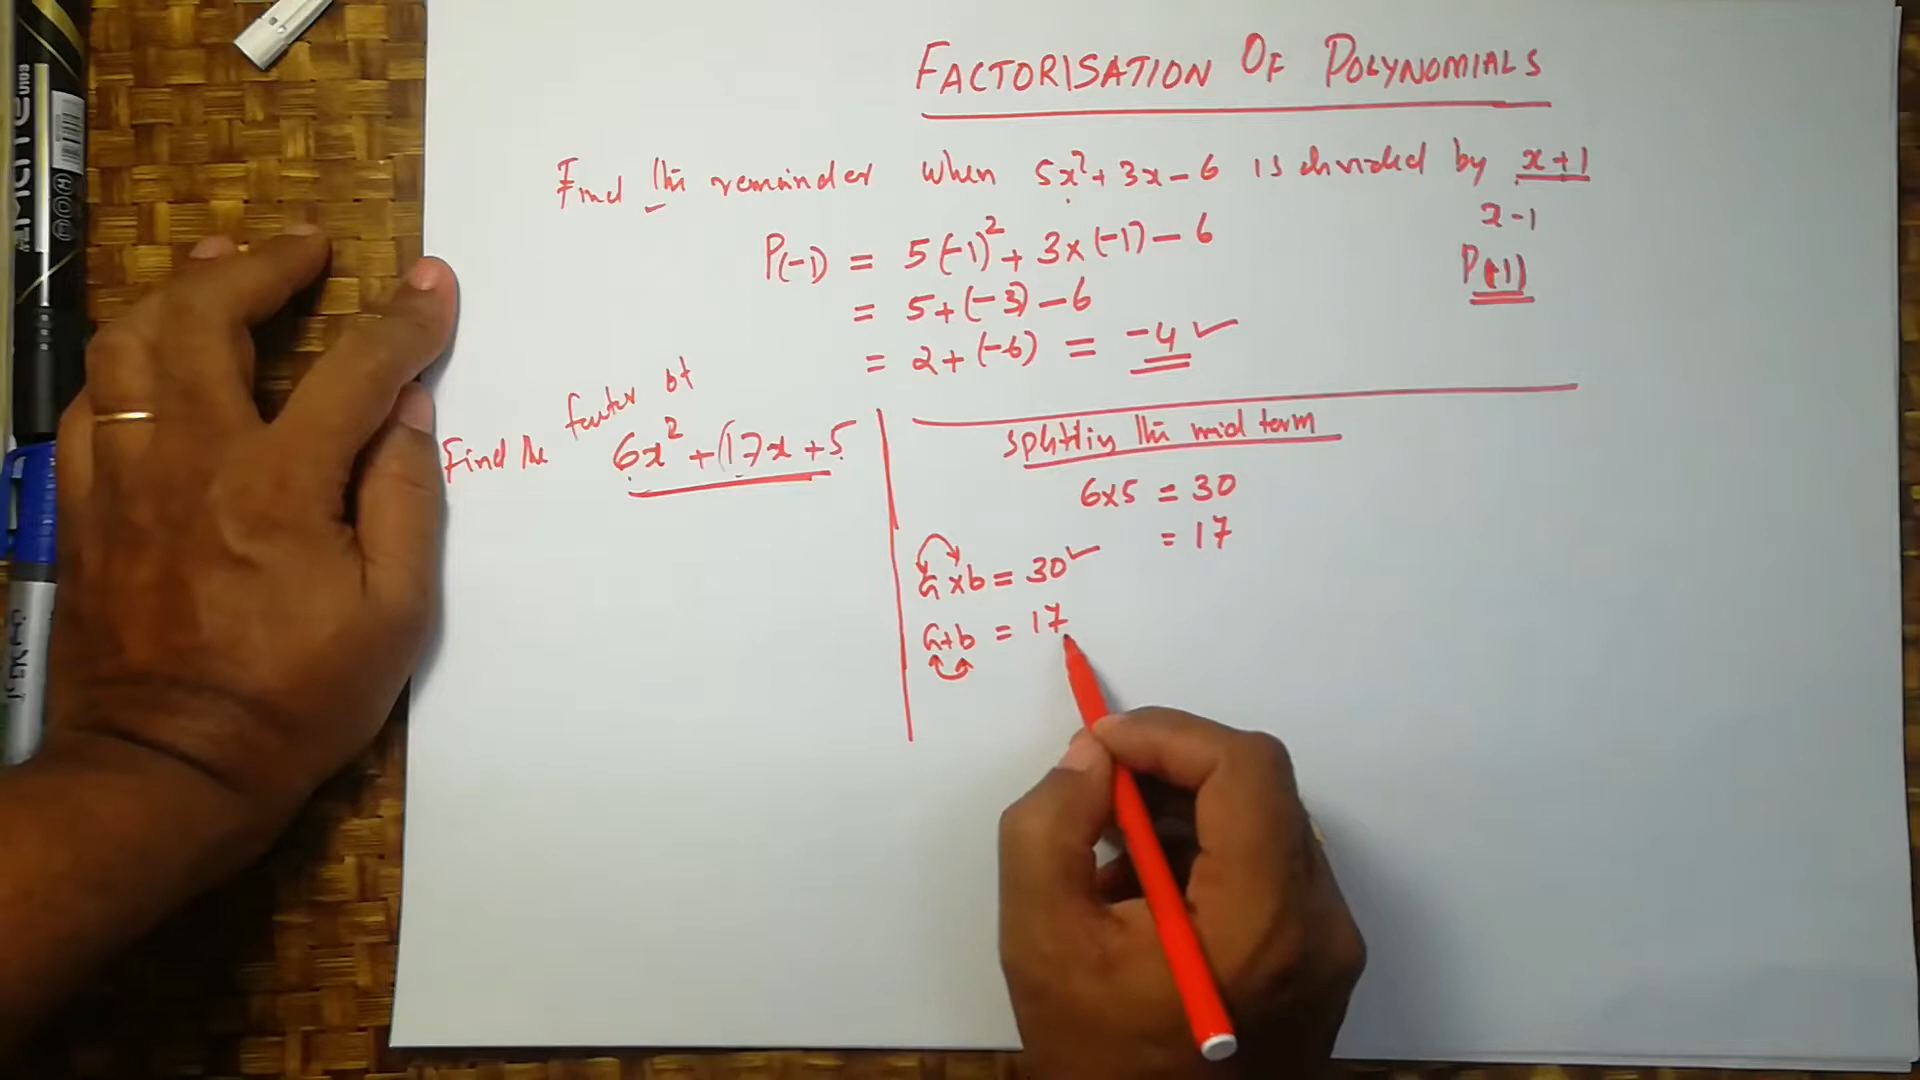 FACTORISATION OF POLYNOMIALS
Find the remainder when 5x²+3x-6 is divided by x+1
x-1
P(-1) = 5(-1)²+3x(-1)-6
P(-1)
= 5+(-3)-6
= 2+(-6) = -4 ✓
Find the factor of
6x²+17x+5
splitting the mid term
6x5 = 30
= 17
a x b = 30 ✓
a+b = 17